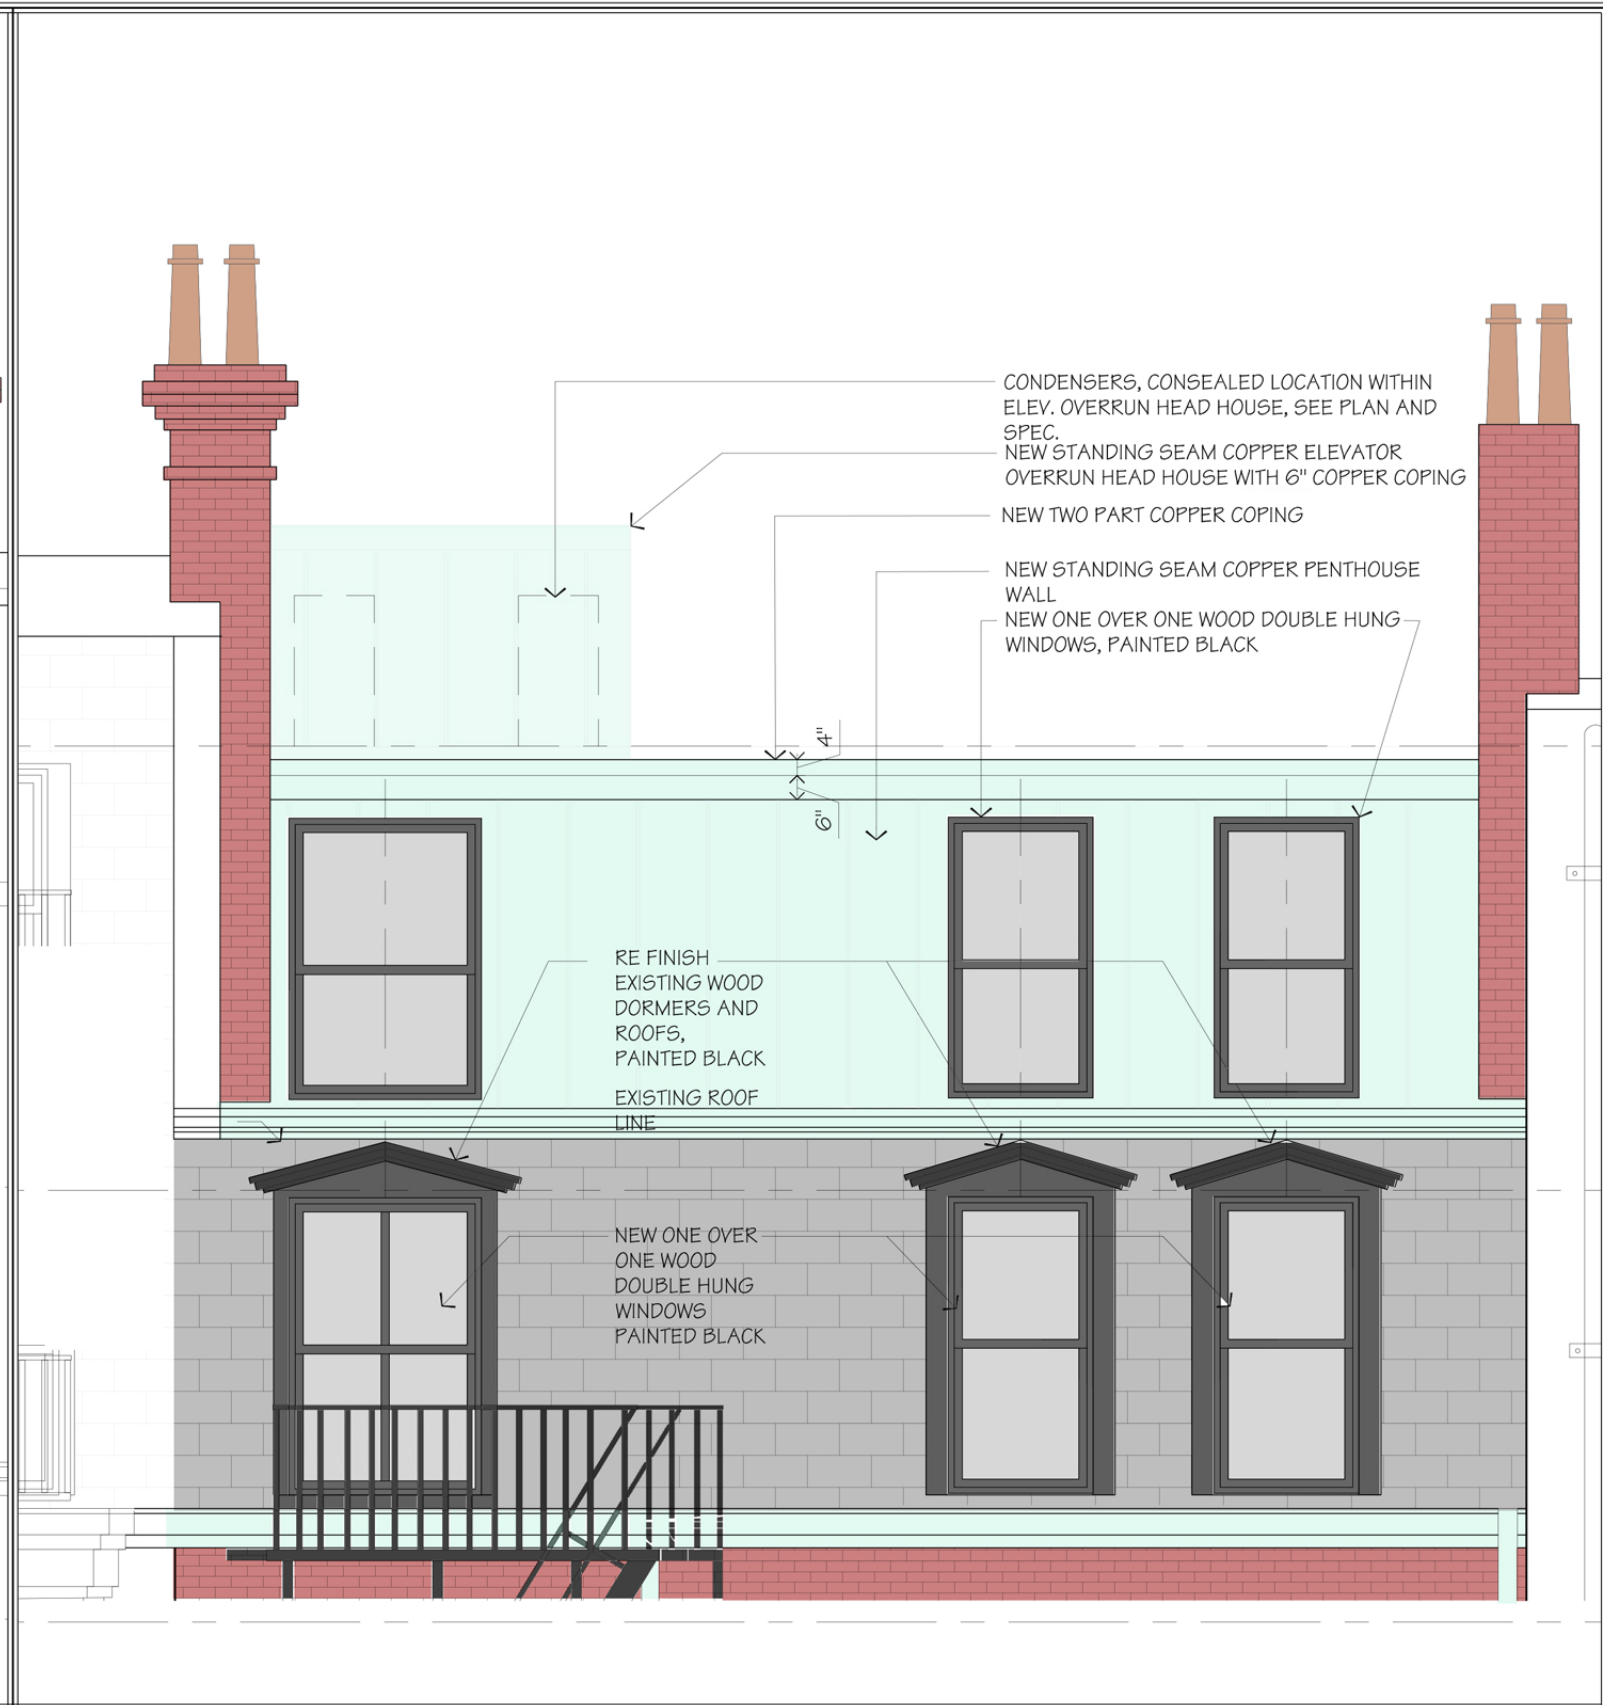 CONDENSERS, CONSEALED LOCATION WITHIN
ELEV. OVERRUN HEAD HOUSE, SEE PLAN AND
SPEC.
NEW STANDING SEAM COPPER ELEVATOR
OVERRUN HEAD HOUSE WITH 6" COPPER COPING
NEW TWO PART COPPER COPING
NEW STANDING SEAM COPPER PENTHOUSE
WALL
NEW ONE OVER ONE WOOD DOUBLE HUNG
WINDOWS, PAINTED BLACK
4"
6"
RE FINISH
EXISTING WOOD
DORMERS AND
ROOFS,
PAINTED BLACK
EXISTING ROOF
LINE
NEW ONE OVER
ONE WOOD
DOUBLE HUNG
WINDOWS
PAINTED BLACK